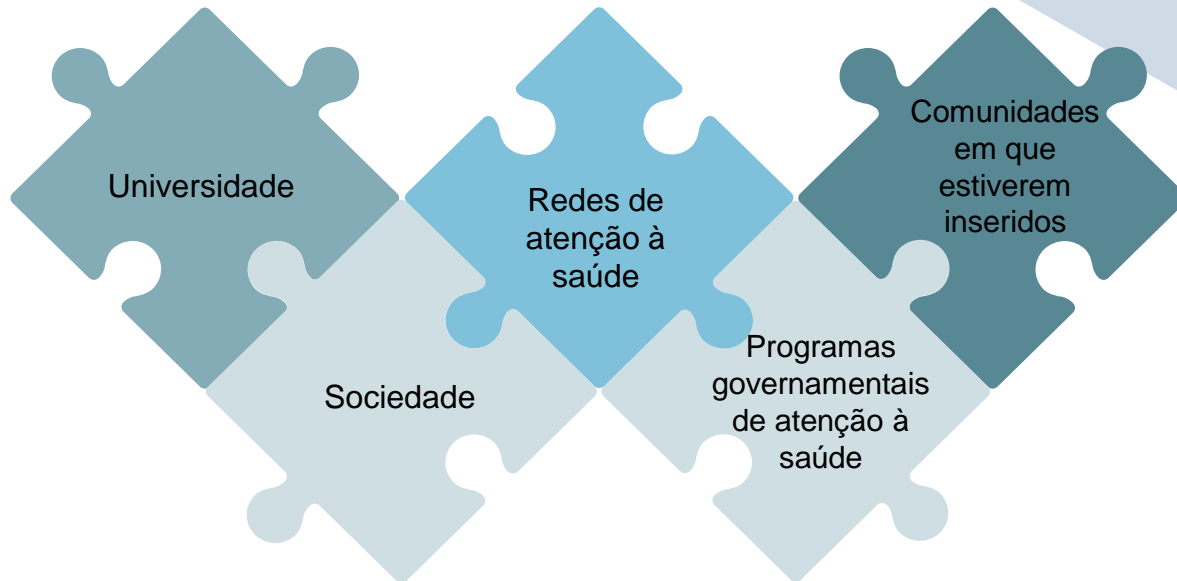 Universidade
Sociedade
Redes de
atenção à
saúde
Programas
governamentais
de atenção à
saúde
Comunidades
em que
estiverem
inseridos